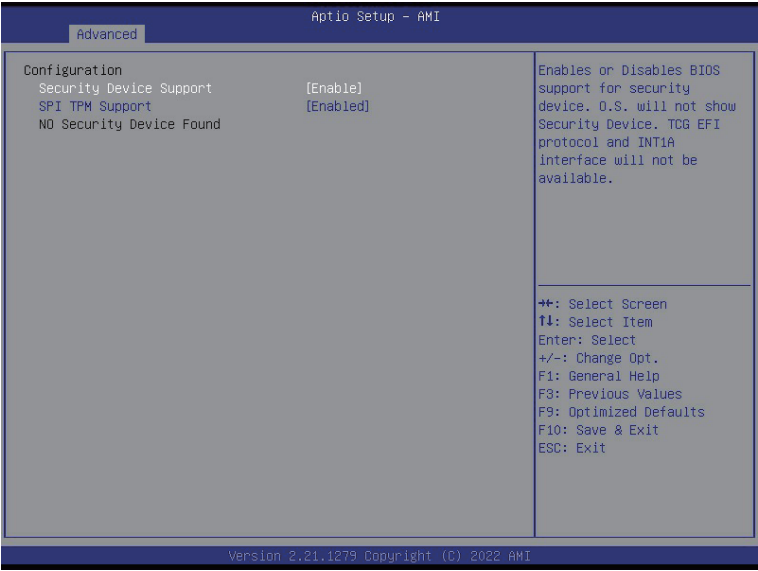 Aptio Setup – AMI
Advanced
Configuration
Security Device Support [Enable]
SPI TPM Support [Enabled]
NO Security Device Found
Enables or Disables BIOS
support for security
device. O.S. will not show
Security Device. TCG EFI
protocol and INT1A
interface will not be
available.
→←: Select Screen
↑↓: Select Item
Enter: Select
+/-: Change Opt.
F1: General Help
F3: Previous Values
F9: Optimized Defaults
F10: Save & Exit
ESC: Exit
Version 2.21.1279 Copyright (C) 2022 AMI